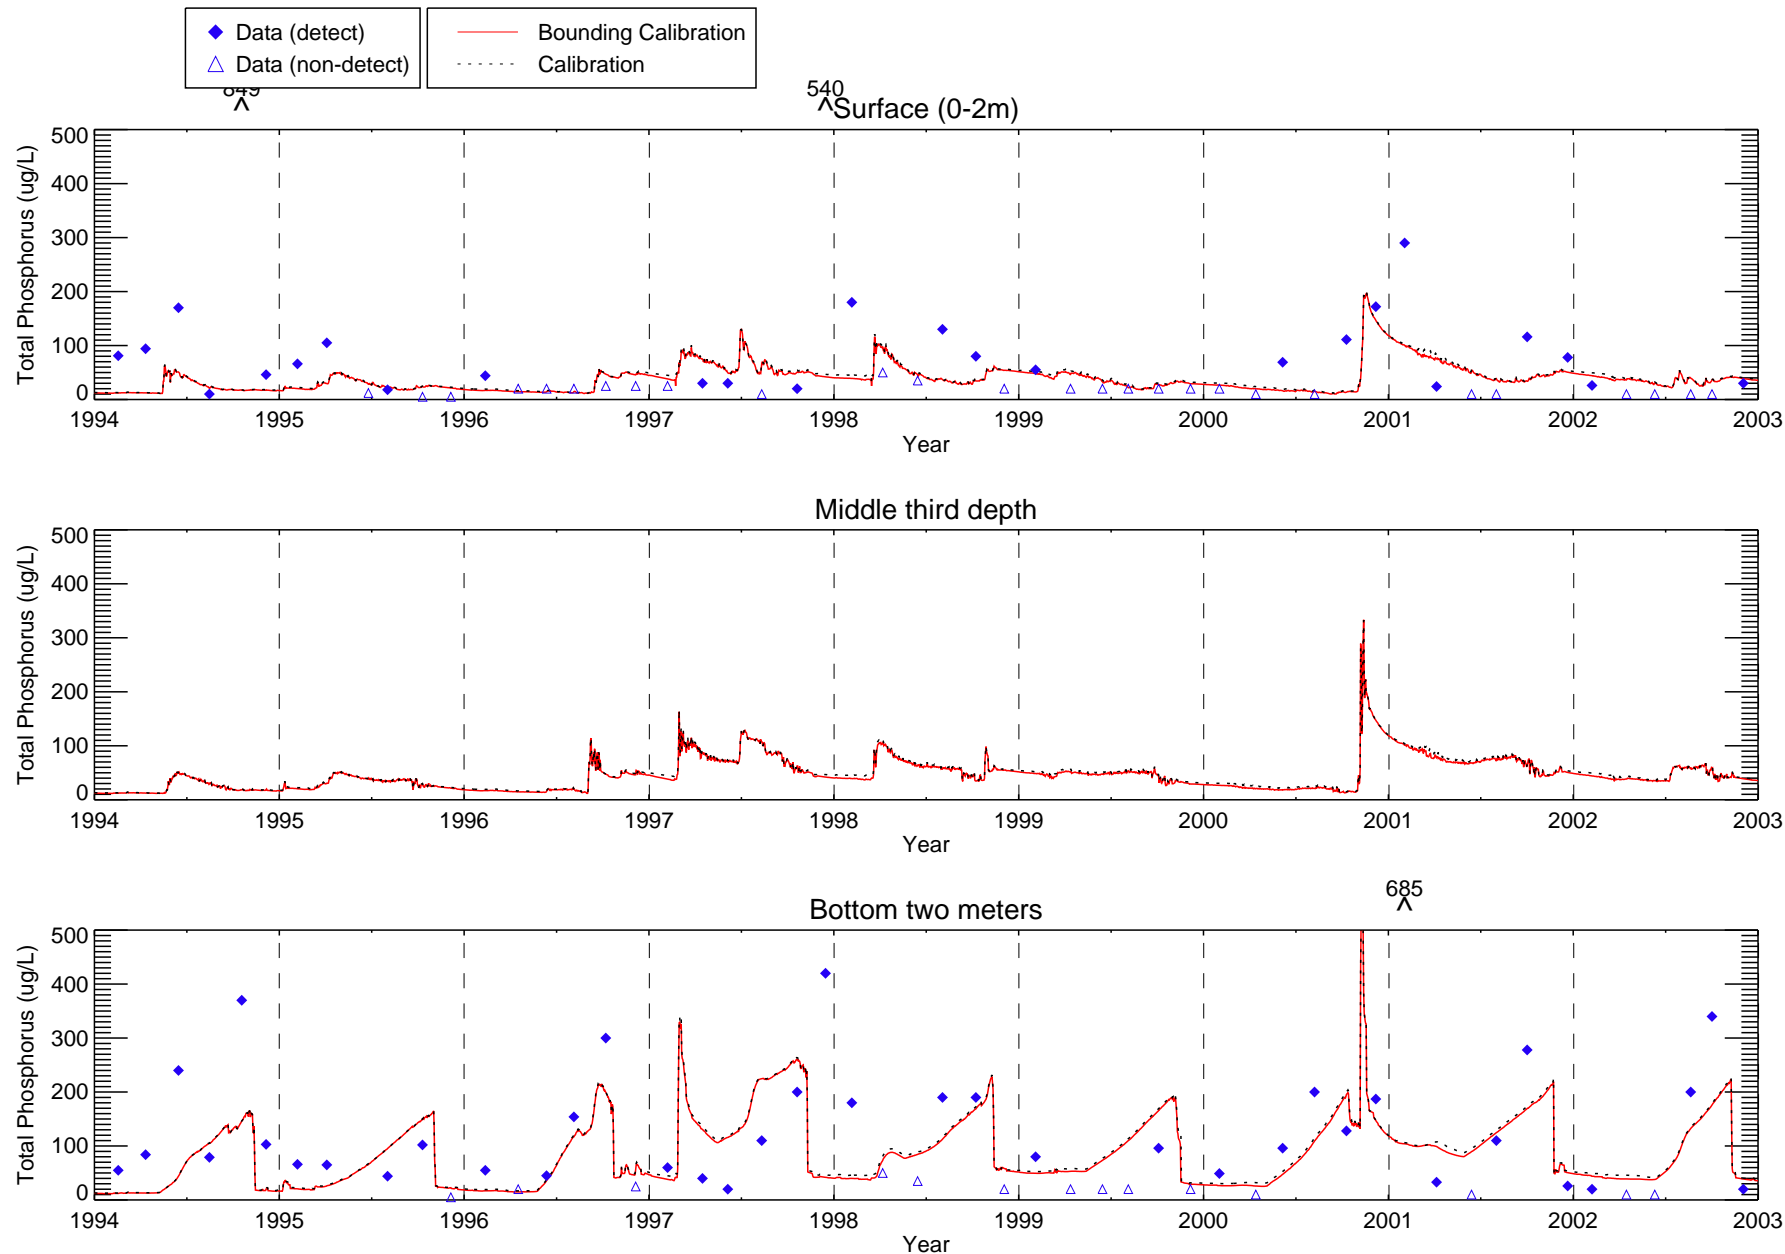 Data (detect)
Data (non-detect)
Bounding Calibration
Calibration
849
540
Surface (0-2m)
Total Phosphorus (ug/L)
500
400
300
200
100
0
1994 1995 1996 1997 1998 1999 2000 2001 2002 2003
Year
Middle third depth
Total Phosphorus (ug/L)
500
400
300
200
100
0
1994 1995 1996 1997 1998 1999 2000 2001 2002 2003
Year
685
Bottom two meters
Total Phosphorus (ug/L)
500
400
300
200
100
0
1994 1995 1996 1997 1998 1999 2000 2001 2002 2003
Year